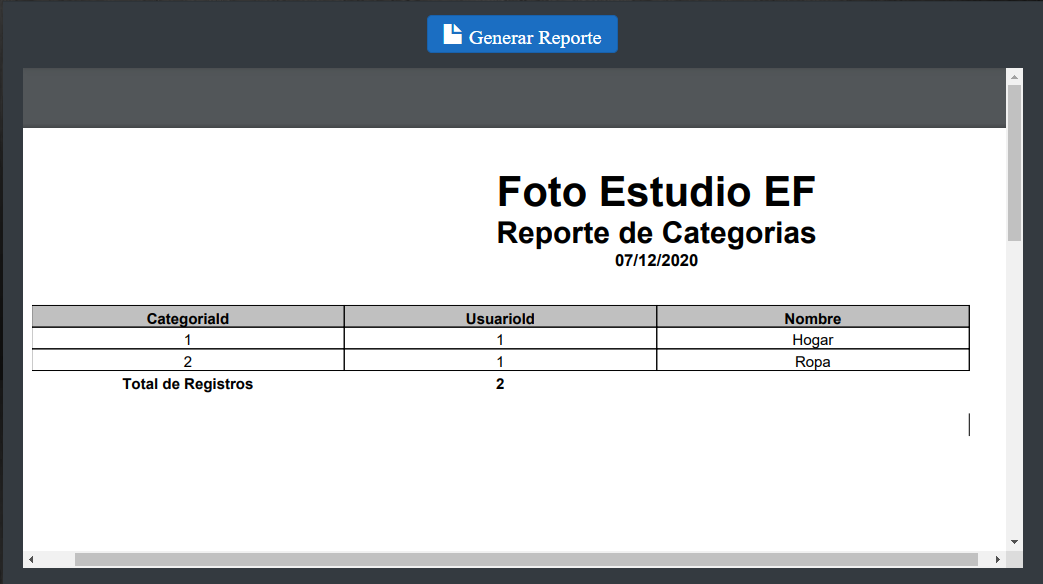 Generar Reporte
Foto Estudio EF
Reporte de Categorias
07/12/2020
CategoriaId UsuarioId Nombre
1 1 Hogar
2 1 Ropa
Total de Registros 2